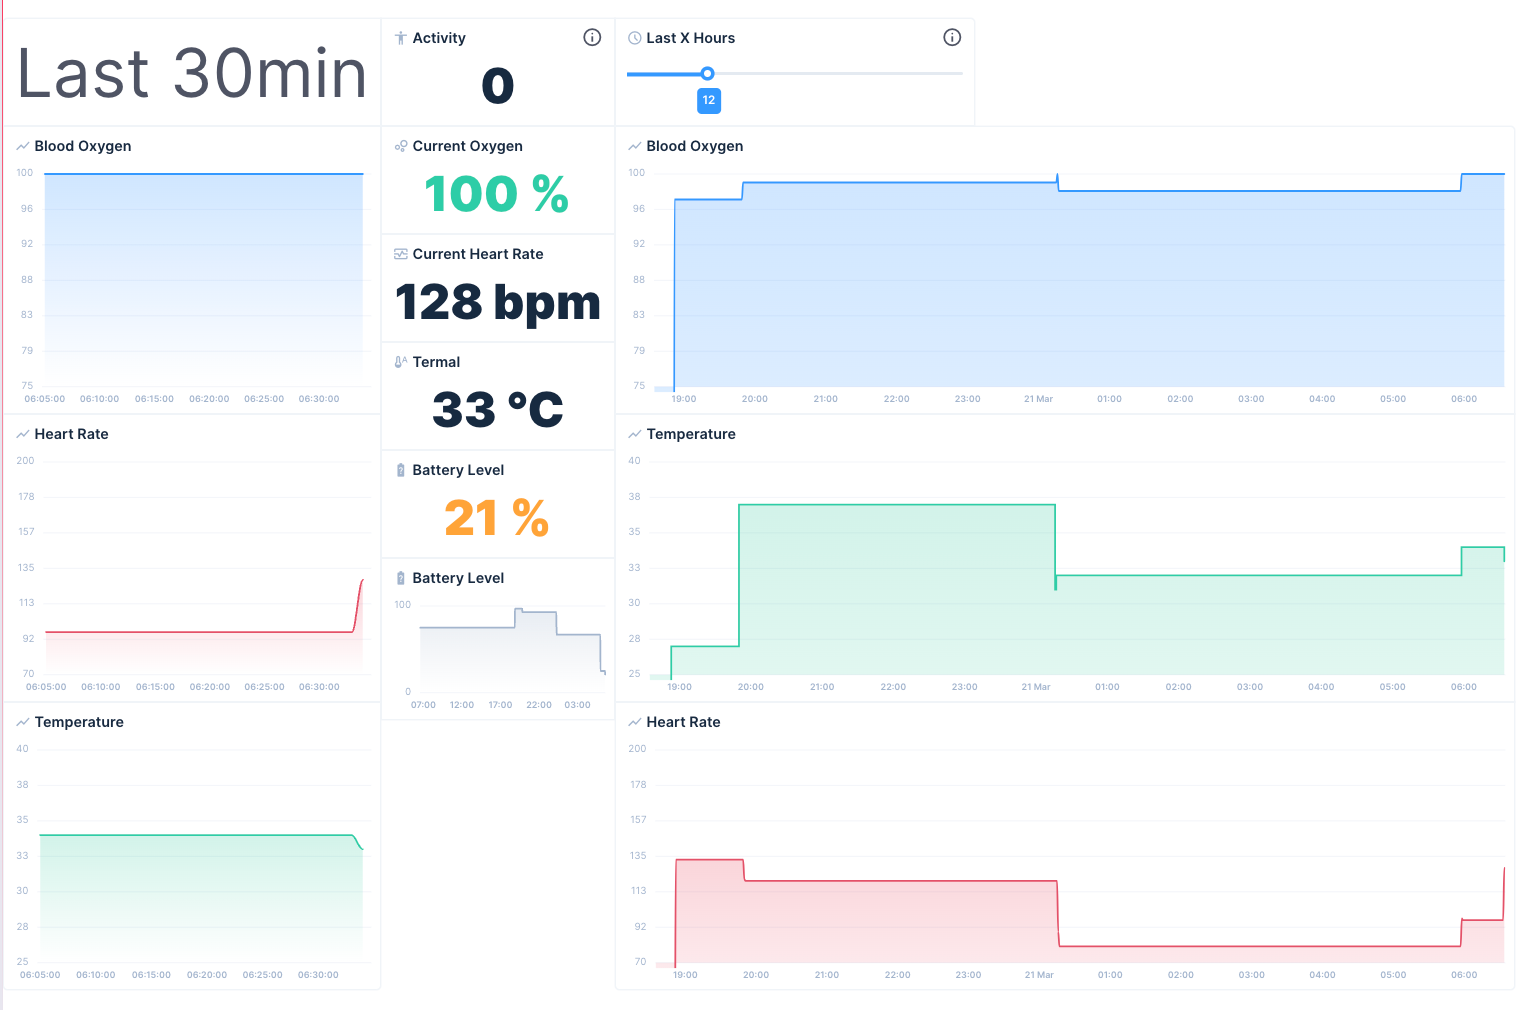 Last 30min
Activity
0
Last X Hours
12
Blood Oxygen
100
96
92
88
83
79
75
06:05:00 06:10:00 06:15:00 06:20:00 06:25:00 06:30:00
Current Oxygen
100 %
Current Heart Rate
128 bpm
Termal
33 °C
Battery Level
21 %
Battery Level
100
0
07:00 12:00 17:00 22:00 03:00
Blood Oxygen
100
96
92
88
83
79
75
19:00 20:00 21:00 22:00 23:00 21 Mar 01:00 02:00 03:00 04:00 05:00 06:00
Heart Rate
200
178
157
135
113
92
70
06:05:00 06:10:00 06:15:00 06:20:00 06:25:00 06:30:00
Temperature
40
38
35
33
30
28
25
19:00 20:00 21:00 22:00 23:00 21 Mar 01:00 02:00 03:00 04:00 05:00 06:00
Temperature
40
38
35
33
30
28
25
06:05:00 06:10:00 06:15:00 06:20:00 06:25:00 06:30:00
Heart Rate
200
178
157
135
113
92
70
19:00 20:00 21:00 22:00 23:00 21 Mar 01:00 02:00 03:00 04:00 05:00 06:00